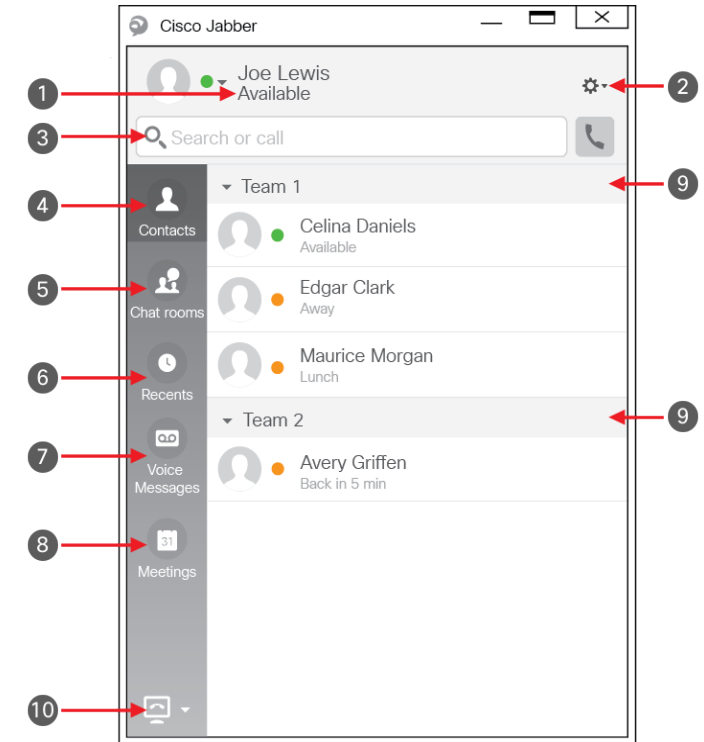 Cisco Jabber
Joe Lewis
1
Available
2
3
Search or call
Team 1
9
4
Contacts
Celina Daniels
Available
5
Chat rooms
Edgar Clark
Away
6
Recents
Maurice Morgan
Lunch
Team 2
9
7
Voice
Messages
Avery Griffen
Back in 5 min
8
31
Meetings
10